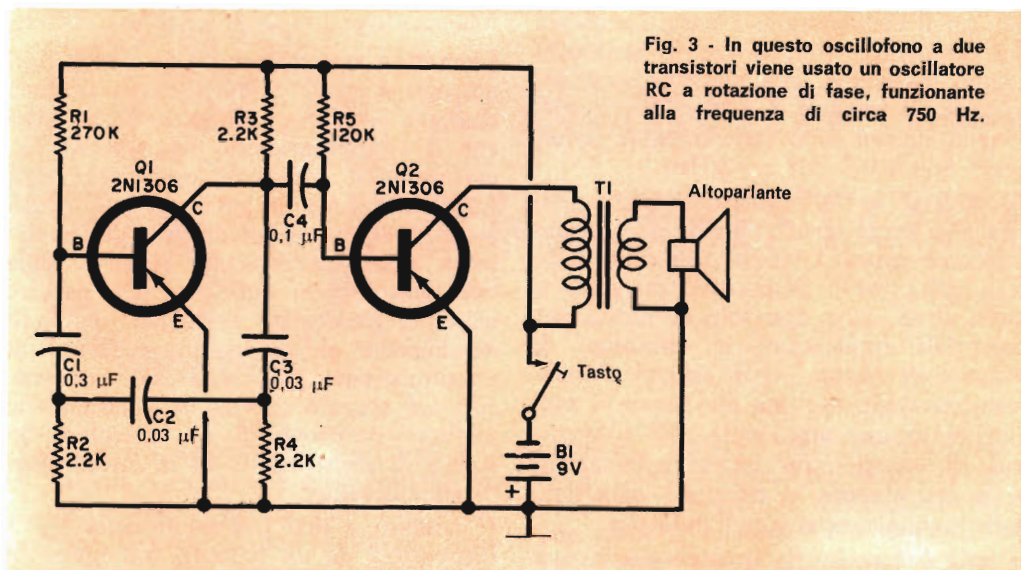 Fig. 3 - In questo oscillofono a due
transistori viene usato un oscillatore
RC a rotazione di fase, funzionante
alla frequenza di circa 750 Hz.
R1
270K
R3
2.2K
R5
120K
Q1
2N1306
Q2
2N1306
C
B
E
C4
0,1 µF
C
B
E
T1
Altoparlante
C1
0,3 µF
C2
0,03 µF
C3
0,03 µF
R2
2.2K
R4
2.2K
Tasto
B1
9V
+